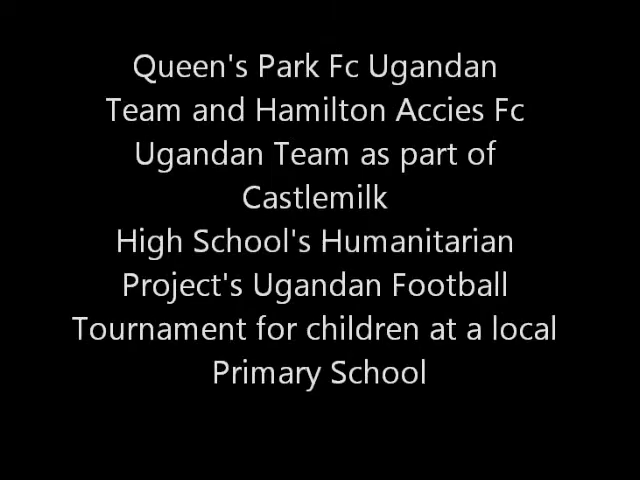 Queen's Park Fc Ugandan
Team and Hamilton Accies Fc
Ugandan Team as part of
Castlemilk
High School's Humanitarian
Project's Ugandan Football
Tournament for children at a local
Primary School